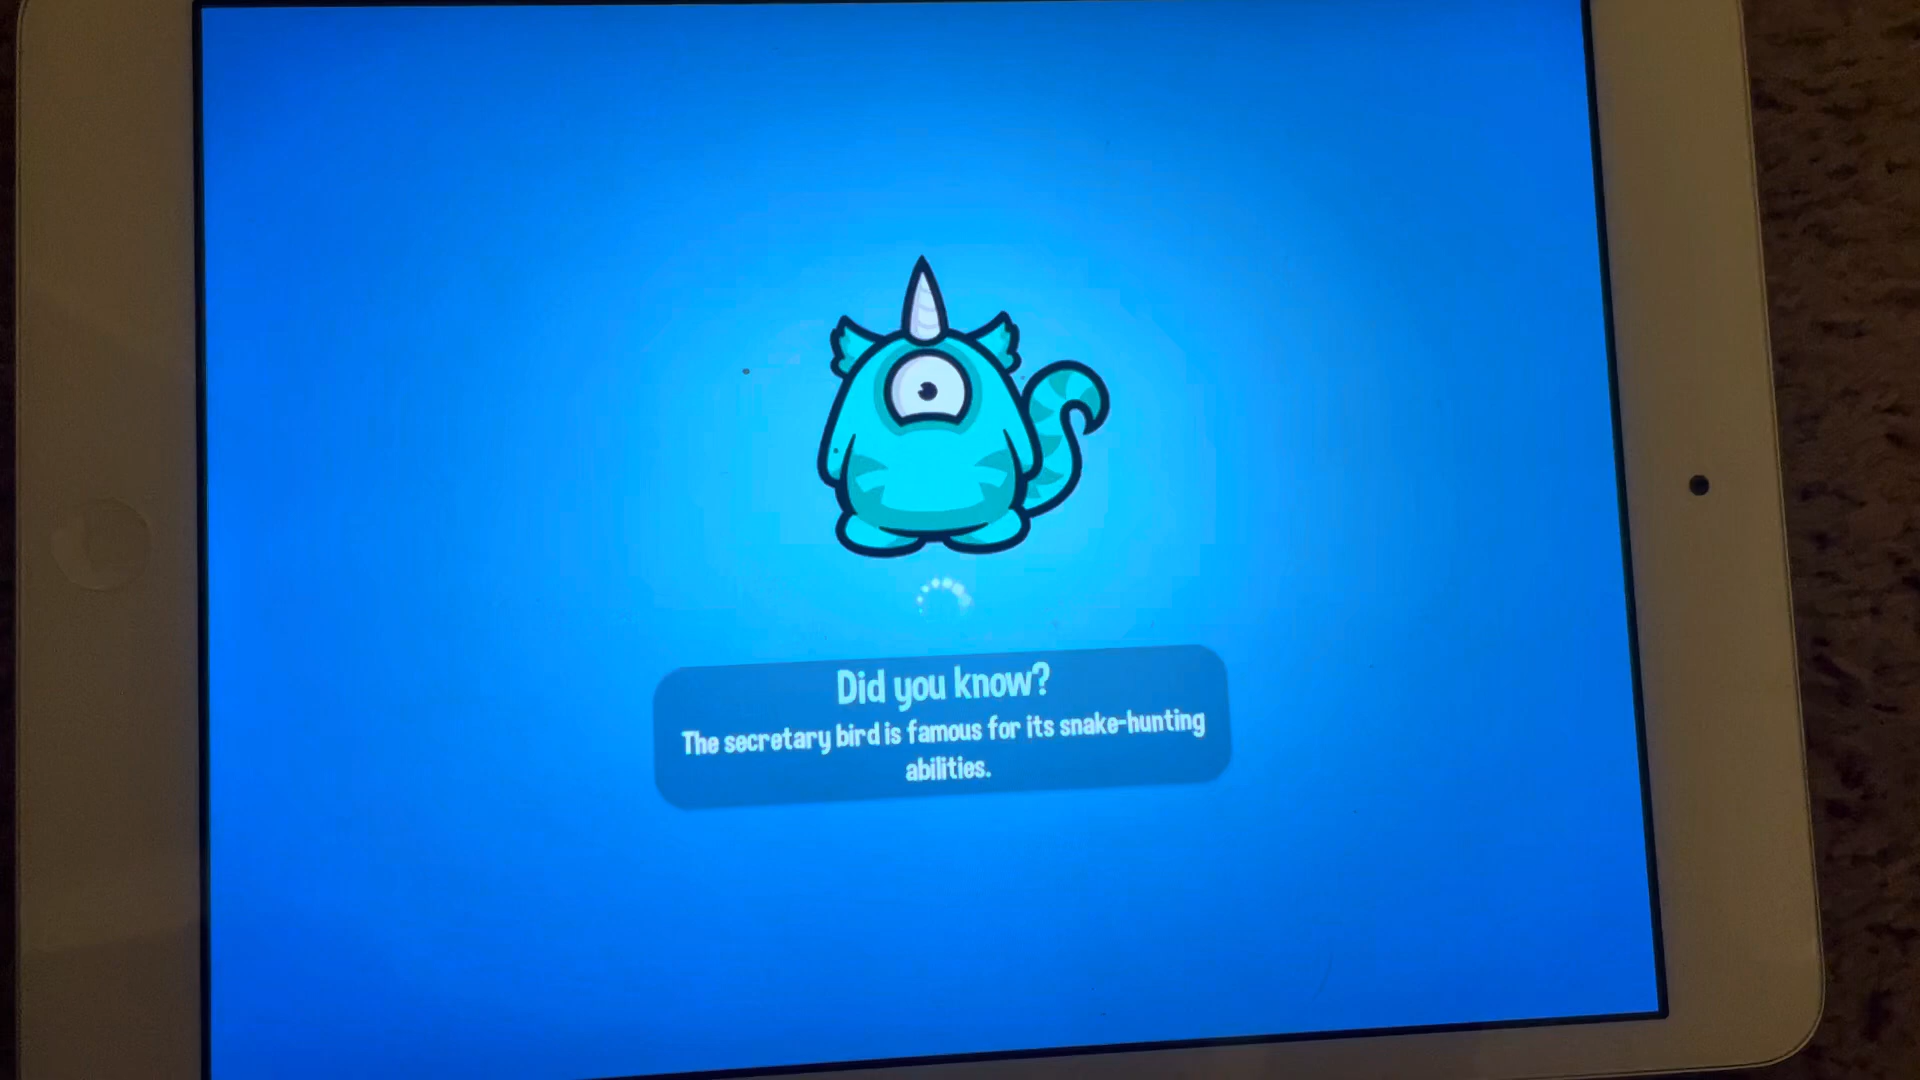 Did you know?
The secretary bird is famous for its snake-hunting
abilities.